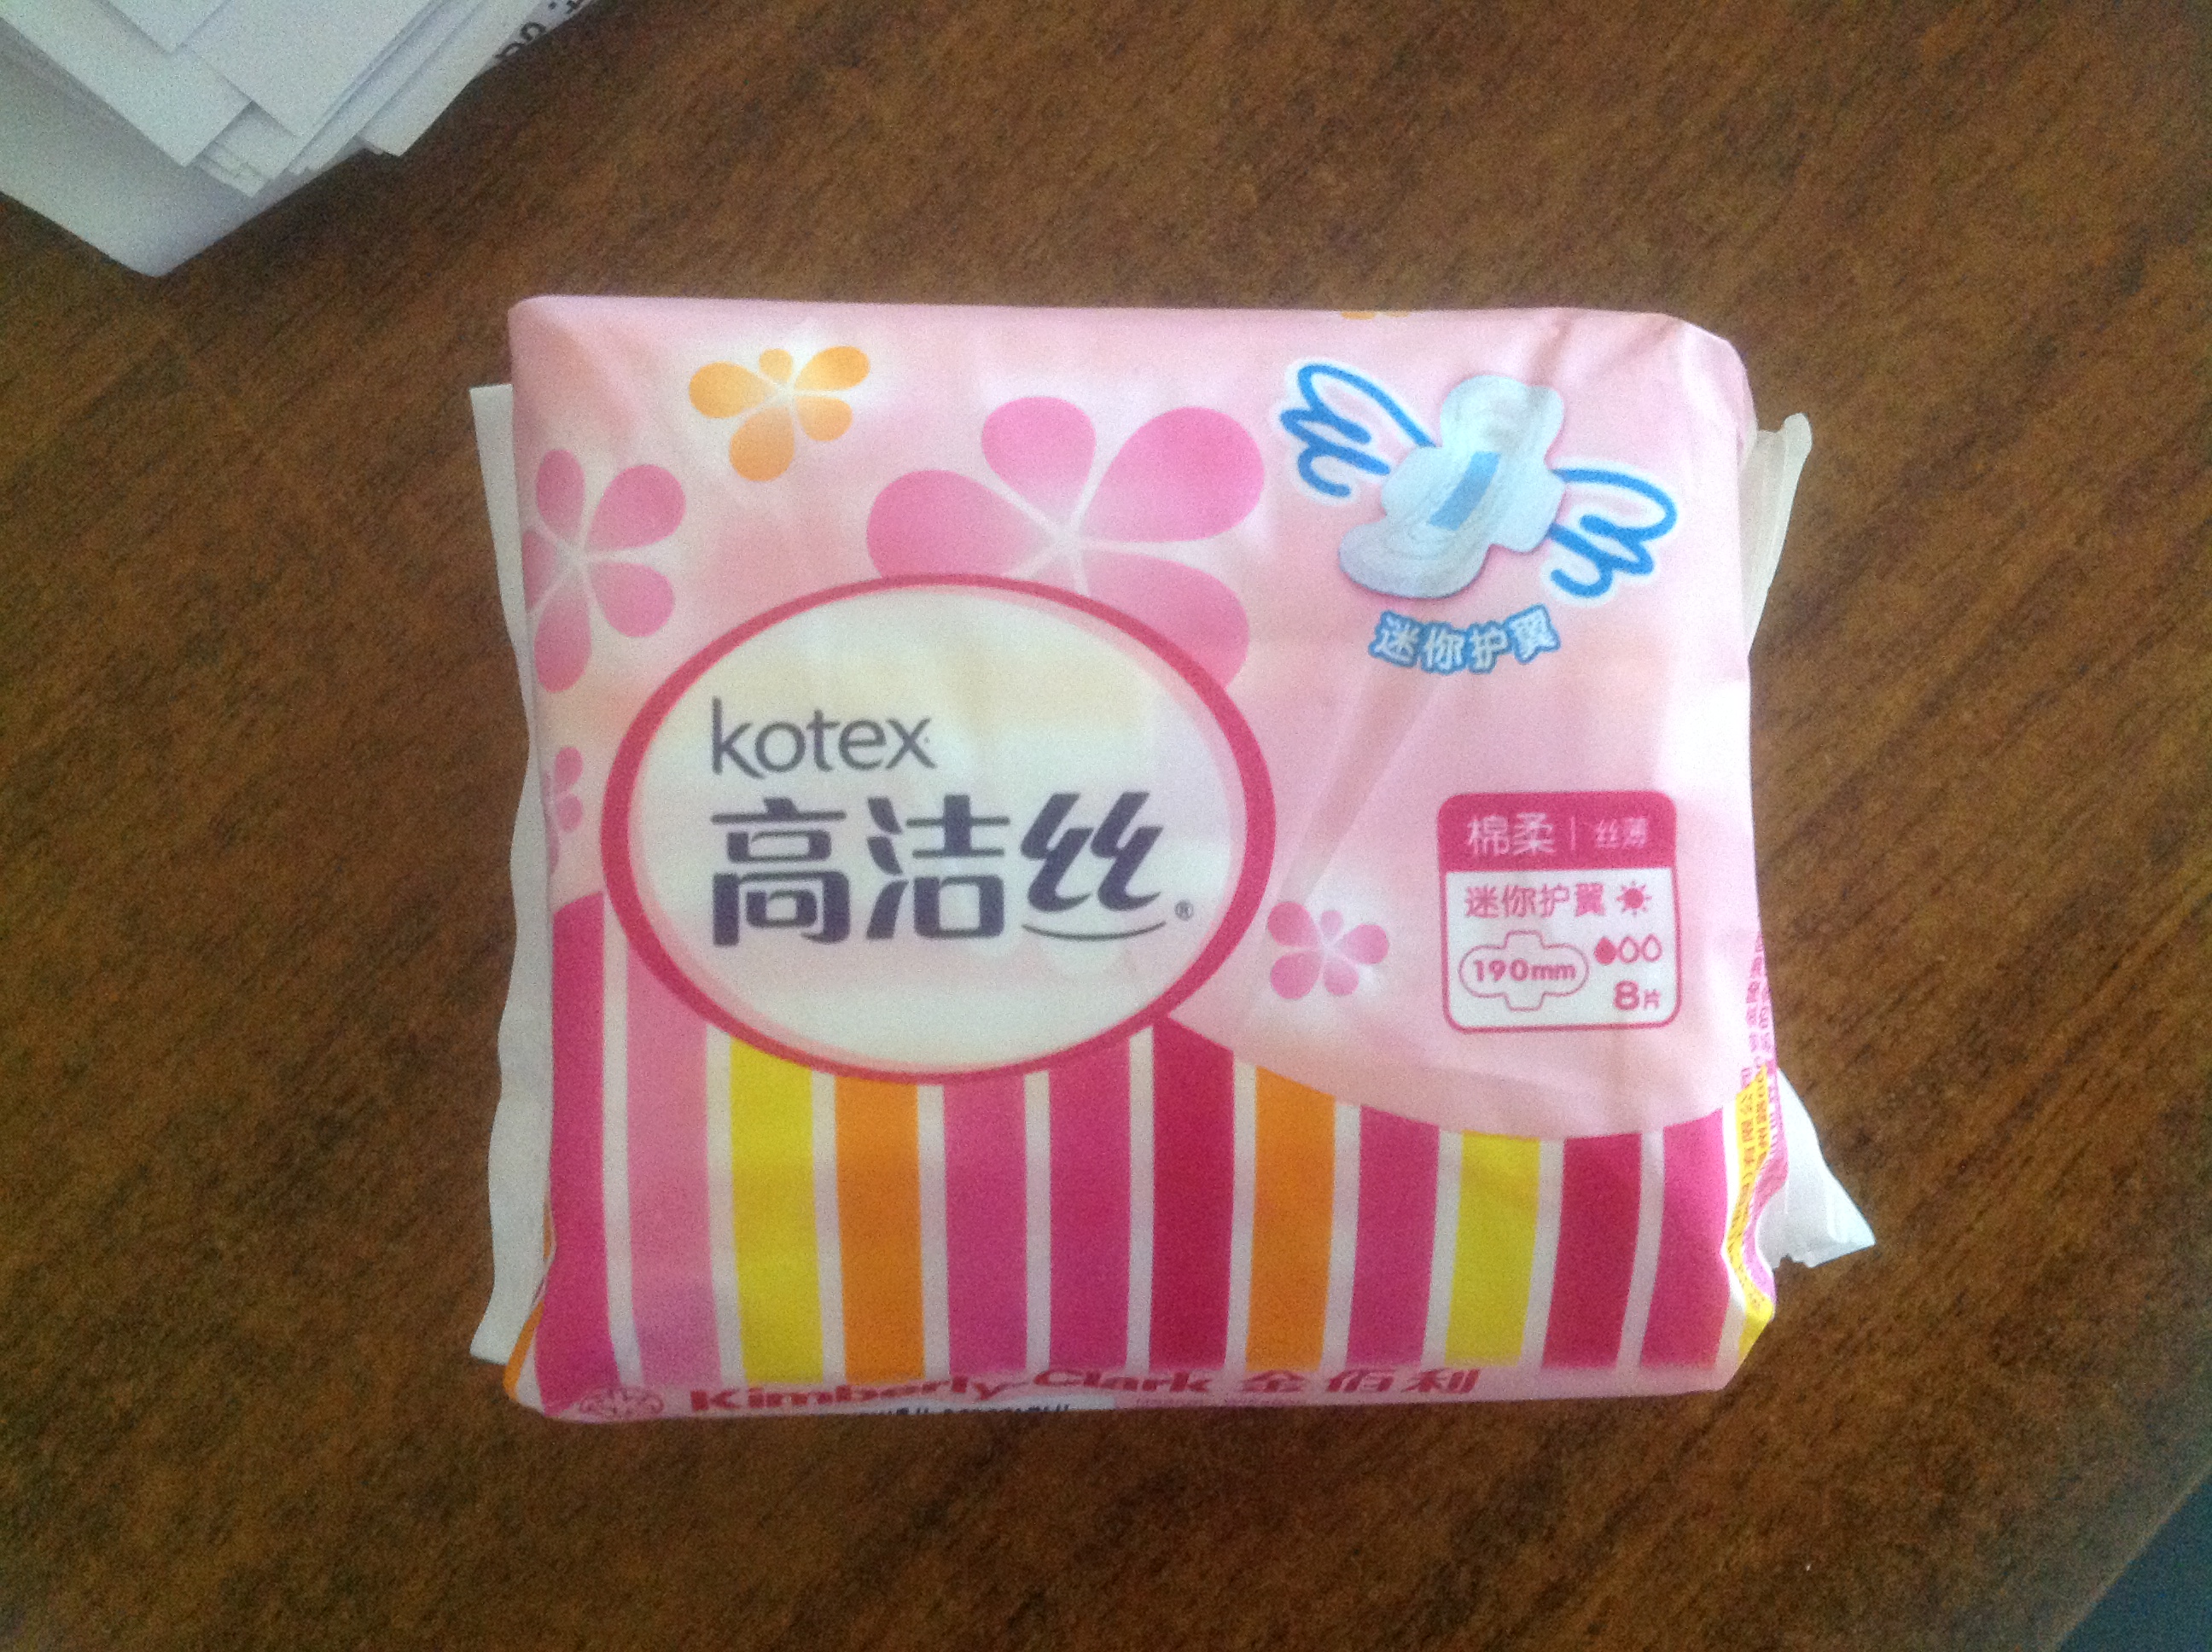 迷你护翼
kotex
高洁丝®
棉柔 | 丝薄
迷你护翼
190mm
8片
Kimberly-Clark 金佰利